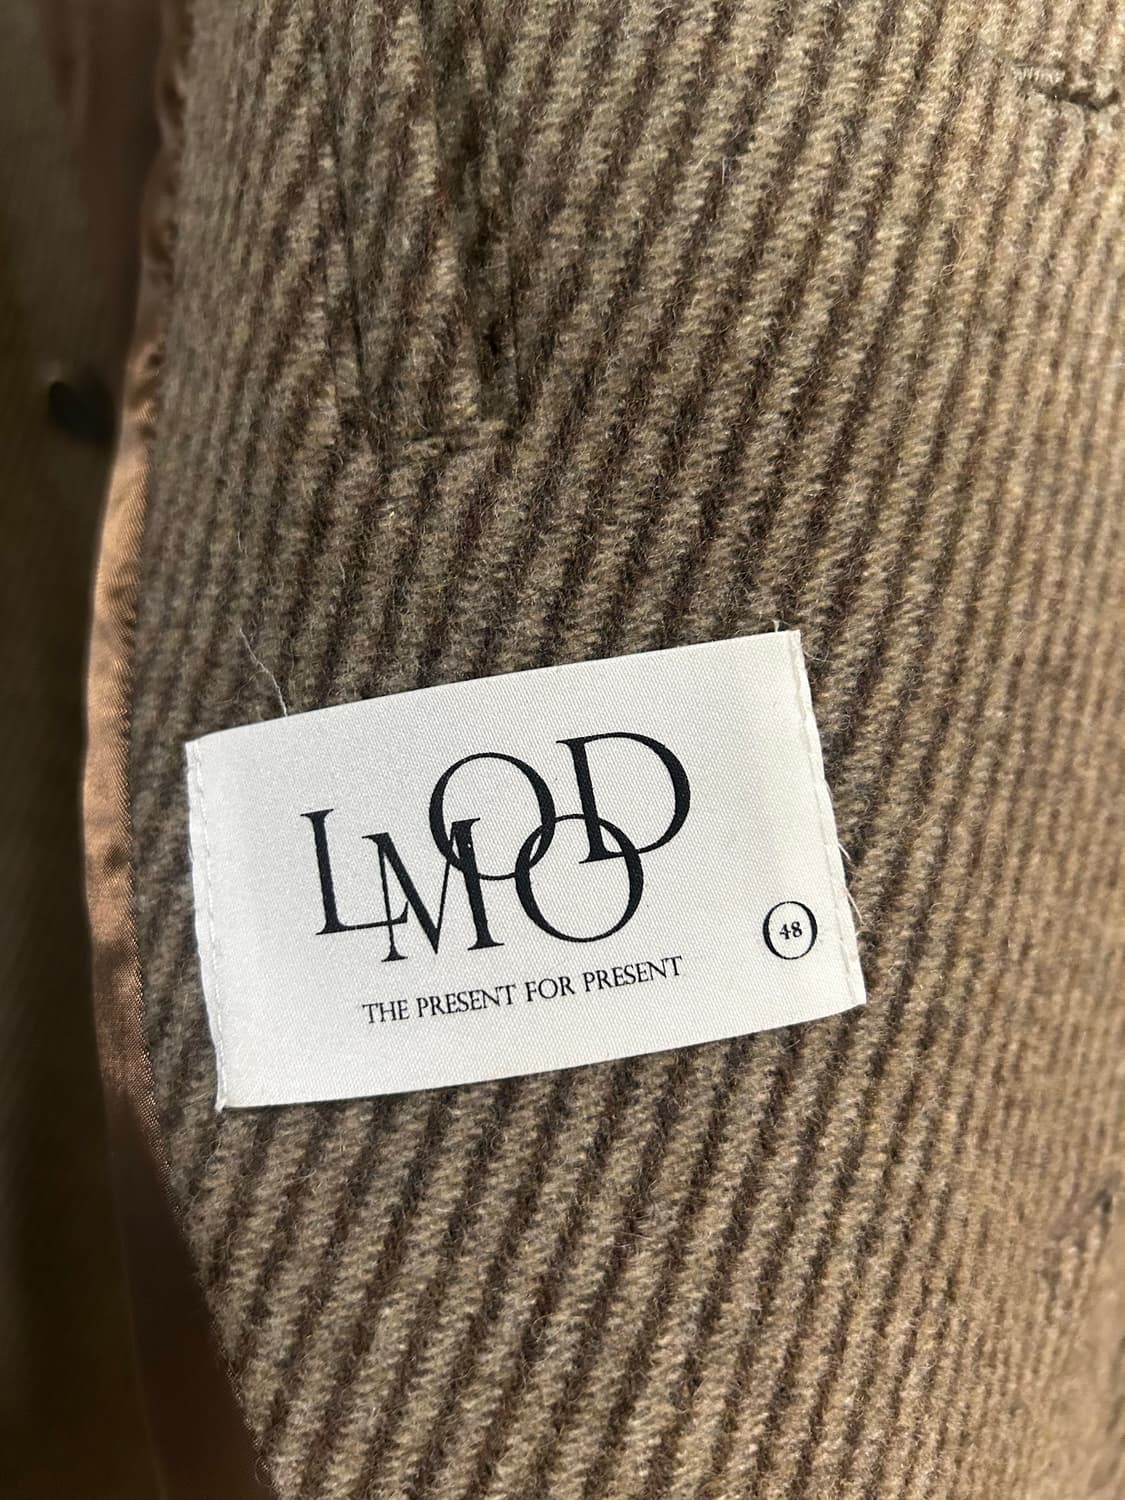 LMOOD
THE PRESENT FOR PRESENT
48